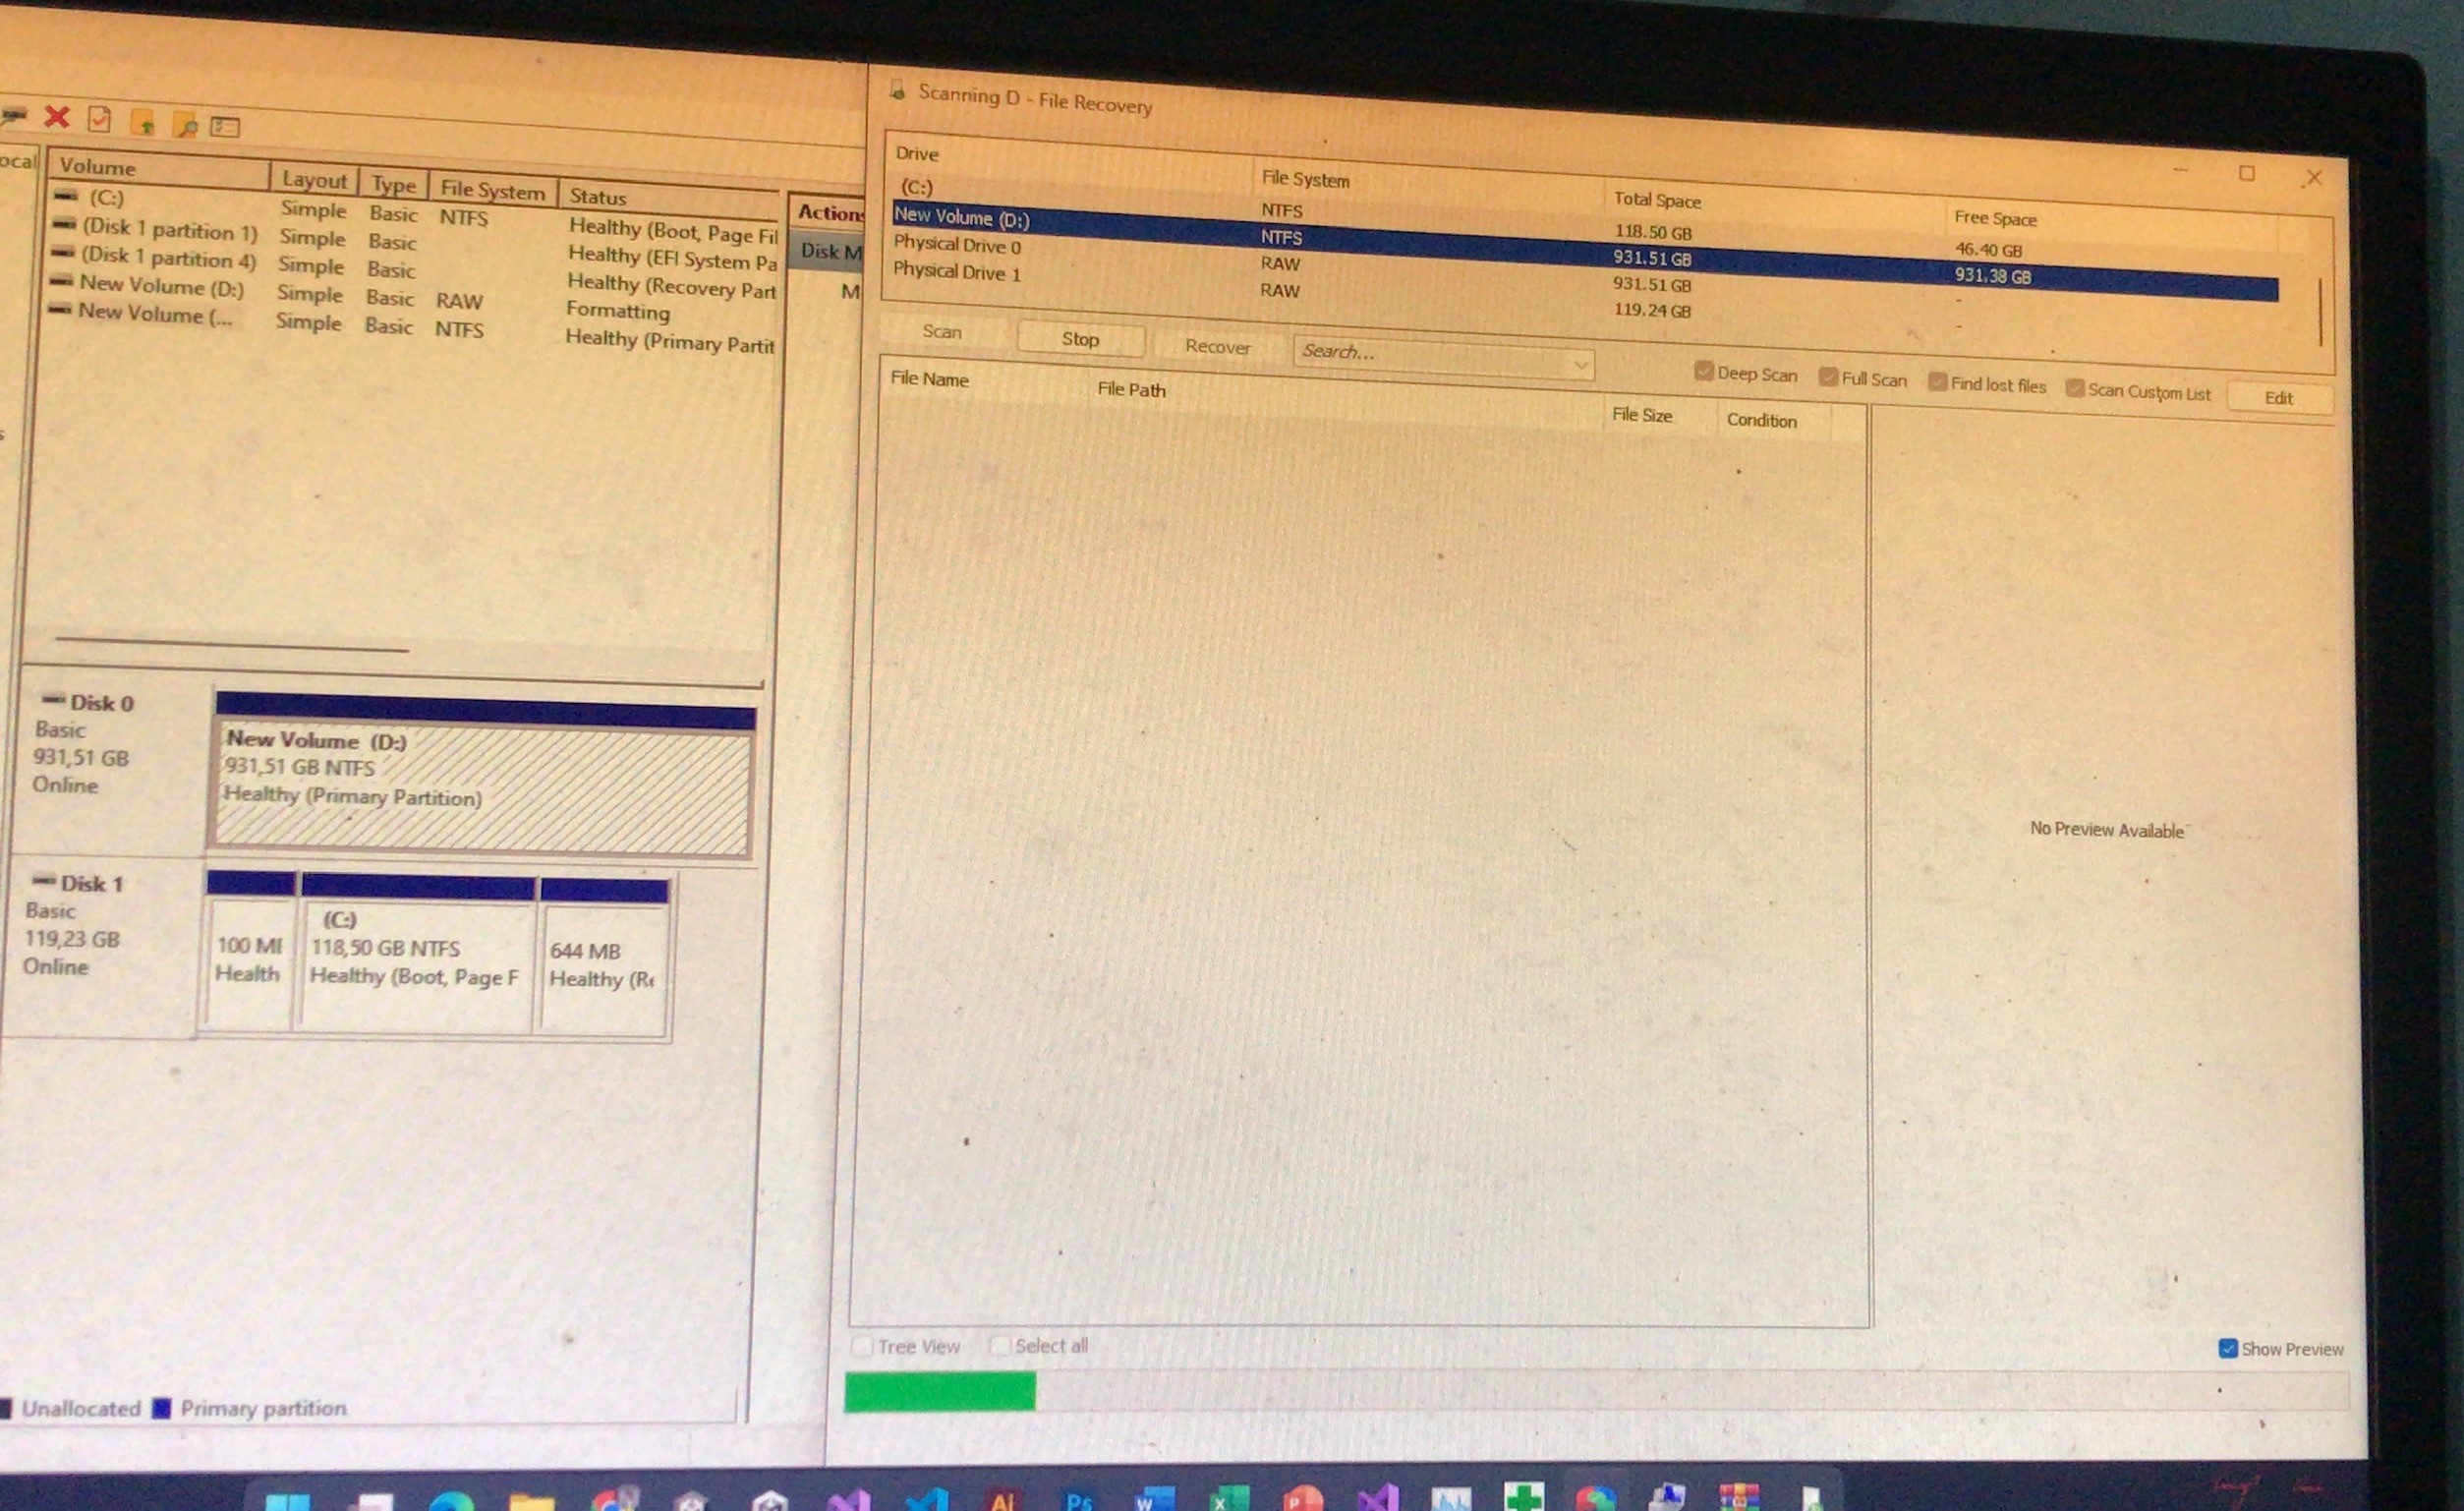 ocal
Volume Layout Type File System Status
(C:) Simple Basic NTFS Healthy (Boot, Page Fil
(Disk 1 partition 1) Simple Basic Healthy (EFI System Pa
(Disk 1 partition 4) Simple Basic Healthy (Recovery Part
New Volume (D:) Simple Basic RAW Formatting
New Volume (... Simple Basic NTFS Healthy (Primary Partit
Actions
Disk M
M
Disk 0
Basic
931,51 GB
Online
New Volume (D:)
931,51 GB NTFS
Healthy (Primary Partition)
Disk 1
Basic
119,23 GB
Online
100 MB
Health
(C:)
118,50 GB NTFS
Healthy (Boot, Page F
644 MB
Healthy (Re
Unallocated Primary partition
Scanning D - File Recovery
Drive File System Total Space Free Space
(C:) NTFS 118.50 GB 46.40 GB
New Volume (D:) NTFS 931.51 GB 931.38 GB
Physical Drive 0 RAW 931.51 GB -
Physical Drive 1 RAW 119.24 GB -
Scan Stop Recover Search... Deep Scan Full Scan Find lost files Scan Custom List Edit
File Name File Path File Size Condition
No Preview Available
Tree View Select all Show Preview
Ai Ps W X P